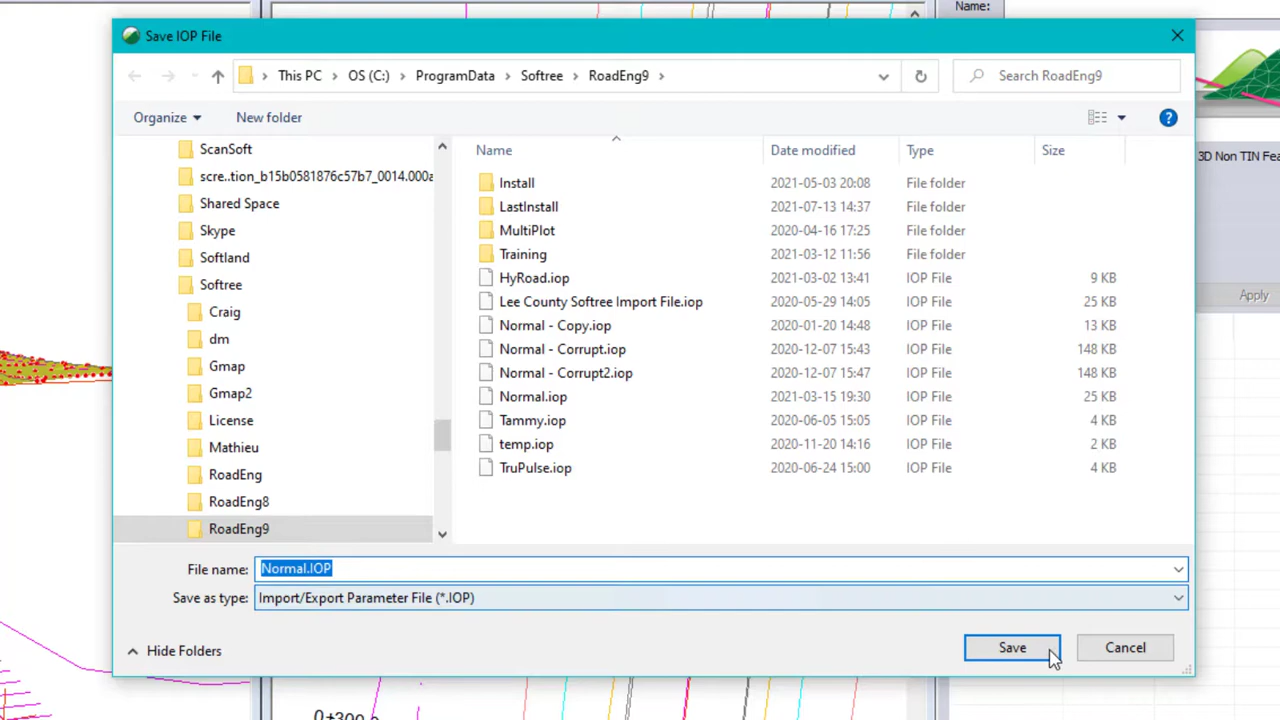 Name:
Save IOP File
This PC > OS (C:) > ProgramData > Softree > RoadEng9 >
Search RoadEng9
Organize
New folder
3D Non TIN Fea
ScanSoft
scre..tion_b15b0581876c57b7_0014.000a
Shared Space
Skype
Softland
Softree
Craig
dm
Gmap
Gmap2
License
Mathieu
RoadEng
RoadEng8
RoadEng9
Name Date modified Type Size
Install 2021-05-03 20:08 File folder
LastInstall 2021-07-13 14:37 File folder
MultiPlot 2020-04-16 17:25 File folder
Training 2021-03-12 11:56 File folder
HyRoad.iop 2021-03-02 13:41 IOP File 9 KB
Lee County Softree Import File.iop 2020-05-29 14:05 IOP File 25 KB
Normal - Copy.iop 2020-01-20 14:48 IOP File 13 KB
Normal - Corrupt.iop 2020-12-07 15:43 IOP File 148 KB
Normal - Corrupt2.iop 2020-12-07 15:47 IOP File 148 KB
Normal.iop 2021-03-15 19:30 IOP File 25 KB
Tammy.iop 2020-06-05 15:05 IOP File 4 KB
temp.iop 2020-11-20 14:16 IOP File 2 KB
TruPulse.iop 2020-06-24 15:00 IOP File 4 KB
Apply
File name: Normal.IOP
Save as type: Import/Export Parameter File (*.IOP)
Hide Folders
Save
Cancel